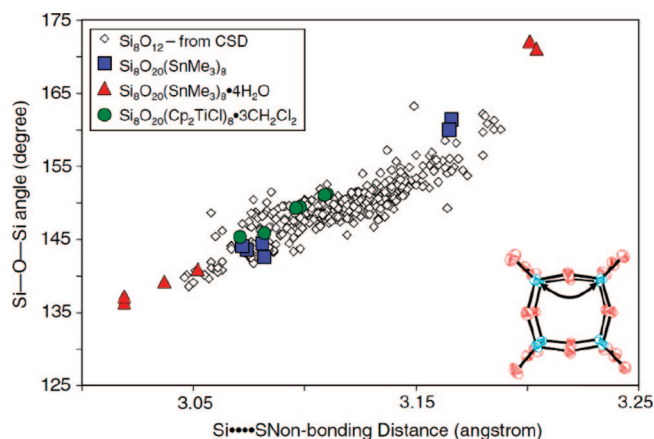 175
165
155
145
135
125
Si—O—Si angle (degree)
Si₈O₁₂ – from CSD
Si₈O₂₀(SnMe₃)₈
Si₈O₂₀(SnMe₃)₈•4H₂O
Si₈O₂₀(Cp₂TiCl)₈•3CH₂Cl₂
3.05
3.15
3.25
Si••••SNon-bonding Distance (angstrom)